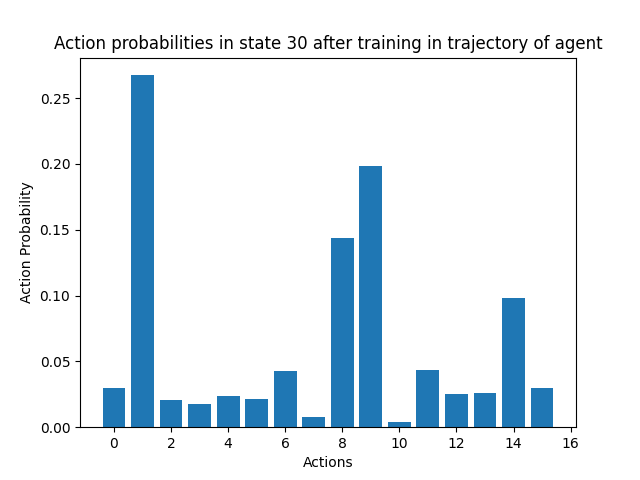 Action probabilities in state 30 after training in trajectory of agent
0.25
0.20
0.15
0.10
0.05
0.00
Action Probability
0 2 4 6 8 10 12 14 16
Actions